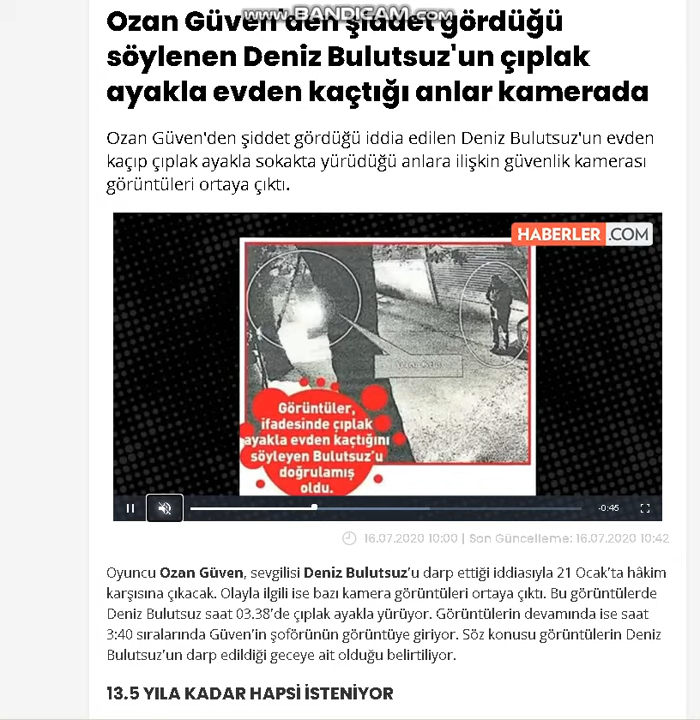 www.BANDICAM.com
Ozan Güven'den şiddet gördüğü
söylenen Deniz Bulutsuz'un çıplak
ayakla evden kaçtığı anlar kamerada
Ozan Güven'den şiddet gördüğü iddia edilen Deniz Bulutsuz'un evden
kaçıp çıplak ayakla sokakta yürüdüğü anlara ilişkin güvenlik kamerası
görüntüleri ortaya çıktı.
HABERLER.COM
Görüntüler,
ifadesinde çıplak
ayakla evden kaçtığını
söyleyen Bulutsuz'u
doğrulamış
oldu.
-0:46
16.07.2020 10:00 | Son Güncelleme: 16.07.2020 10:42
Oyuncu Ozan Güven, sevgilisi Deniz Bulutsuz'u darp ettiği iddiasıyla 21 Ocak'ta hâkim
karşısına çıkacak. Olayla ilgili ise bazı kamera görüntüleri ortaya çıktı. Bu görüntülerde
Deniz Bulutsuz saat 03.38'de çıplak ayakla yürüyor. Görüntülerin devamında ise saat
3:40 sıralarında Güven'in şoförünün görüntüye giriyor. Söz konusu görüntülerin Deniz
Bulutsuz'un darp edildiği geceye ait olduğu belirtiliyor.
13.5 YILA KADAR HAPSİ İSTENİYOR